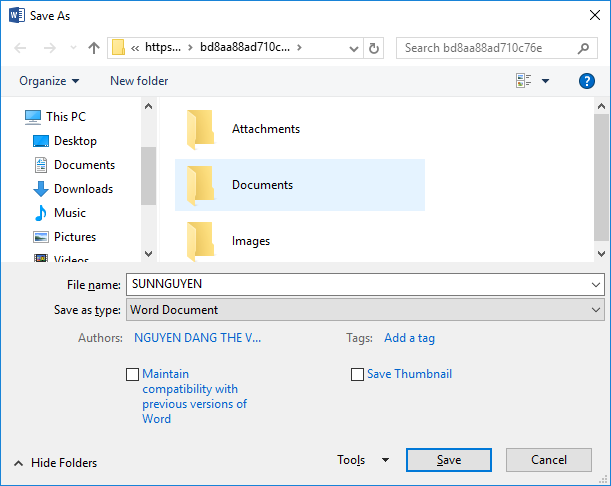 Save As
« https... > bd8aa88ad710c... >
Search bd8aa88ad710c76e
Organize
New folder
?
This PC
Desktop
Documents
Downloads
Music
Pictures
Videos
Attachments
Documents
Images
File name: SUNNGUYEN
Save as type: Word Document
Authors: NGUYEN DANG THE V...
Tags: Add a tag
Maintain
compatibility with
previous versions of
Word
Save Thumbnail
Hide Folders
Tools
Save
Cancel